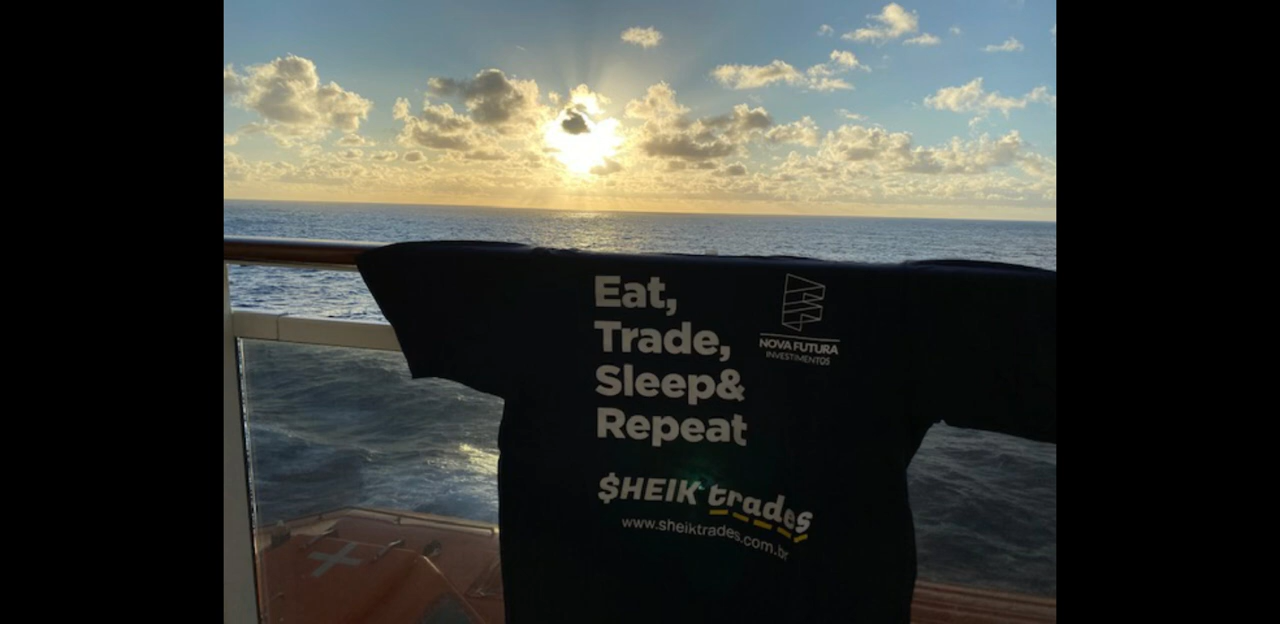 Eat,
Trade,
Sleep&
Repeat
NOVA FUTURA
INVESTIMENTOS
$HEIK trades
www.sheiktrades.com.br